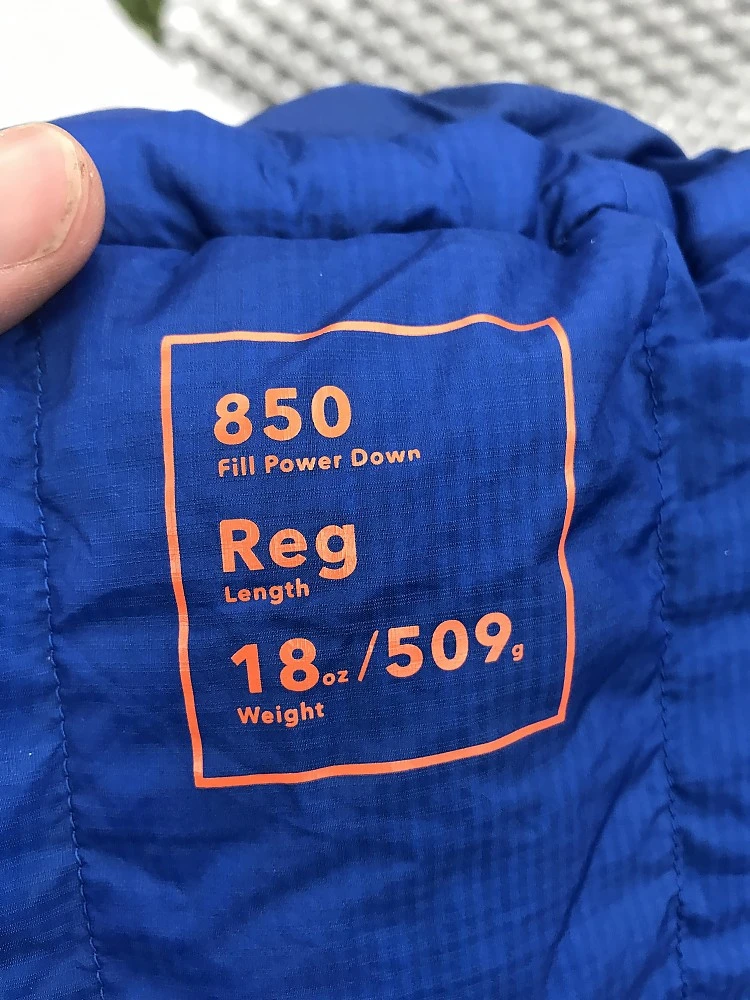 850
Fill Power Down
Reg
Length
18oz/509g
Weight